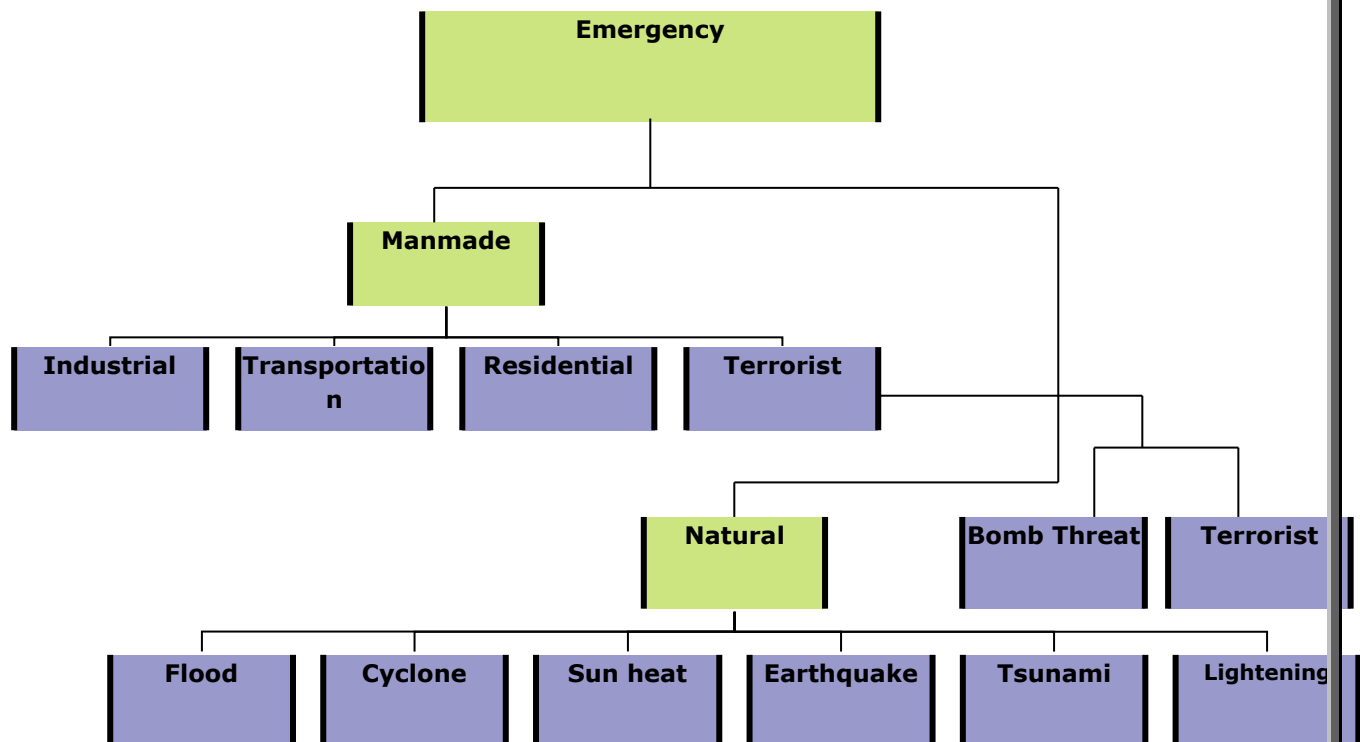 Emergency
Manmade
Industrial
Transportatio
n
Residential
Terrorist
Natural
Bomb Threat
Terrorist
Flood
Cyclone
Sun heat
Earthquake
Tsunami
Lightening